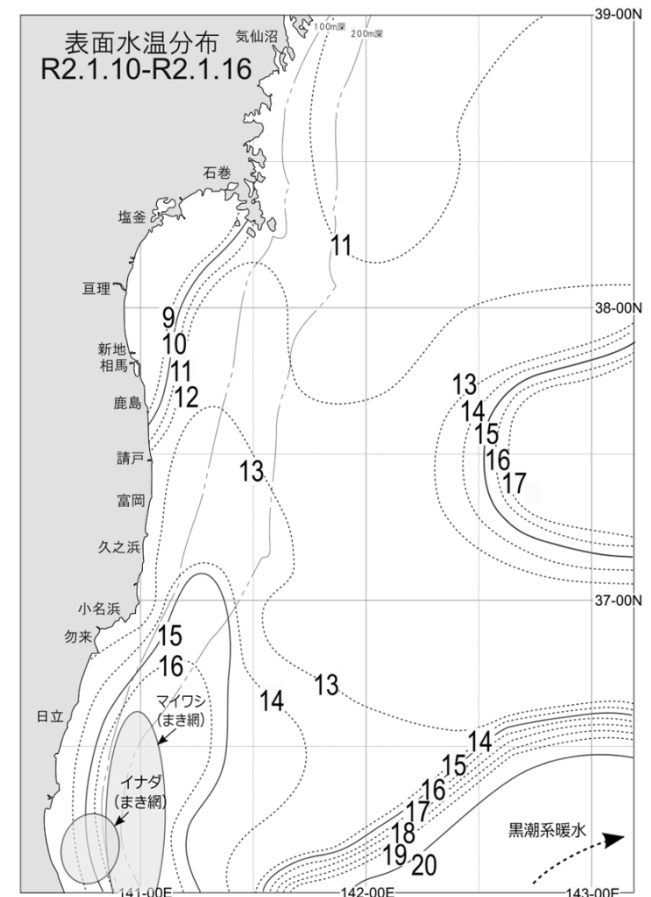 39-00N
100m深
200m深
表面水温分布
気仙沼
R2.1.10-R2.1.16
石巻
塩釜
11
亘理
38-00N
9
10
新地
相馬
11
12
鹿島
13
14
15
16
17
請戸
13
富岡
久之浜
37-00N
小名浜
勿来
15
16
13
14
マイワシ
(まき網)
日立
14
15
イナダ
(まき網)
16
17
18
19
20
黒潮系暖水
141-00E
142-00E
143-00E